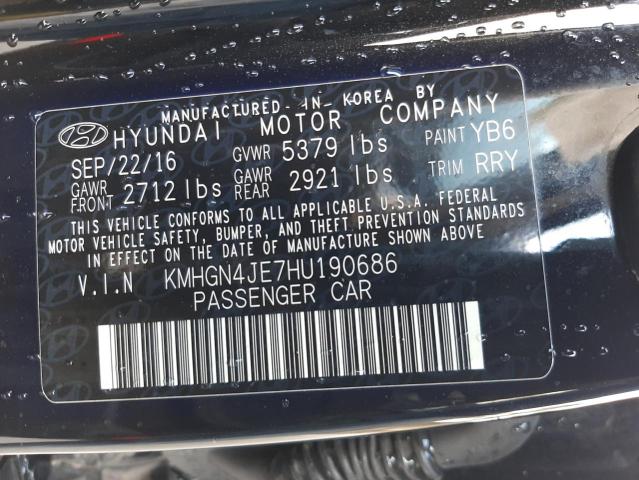 MANUFACTURED IN KOREA BY
HYUNDAI MOTOR COMPANY
SEP/22/16 GVWR 5379 lbs PAINT YB6
GAWR FRONT 2712 lbs GAWR REAR 2921 lbs TRIM RRY
THIS VEHICLE CONFORMS TO ALL APPLICABLE U.S.A. FEDERAL
MOTOR VEHICLE SAFETY, BUMPER, AND THEFT PREVENTION STANDARDS
IN EFFECT ON THE DATE OF MANUFACTURE SHOWN ABOVE.
V.I.N KMHGN4JE7HU190686
PASSENGER CAR